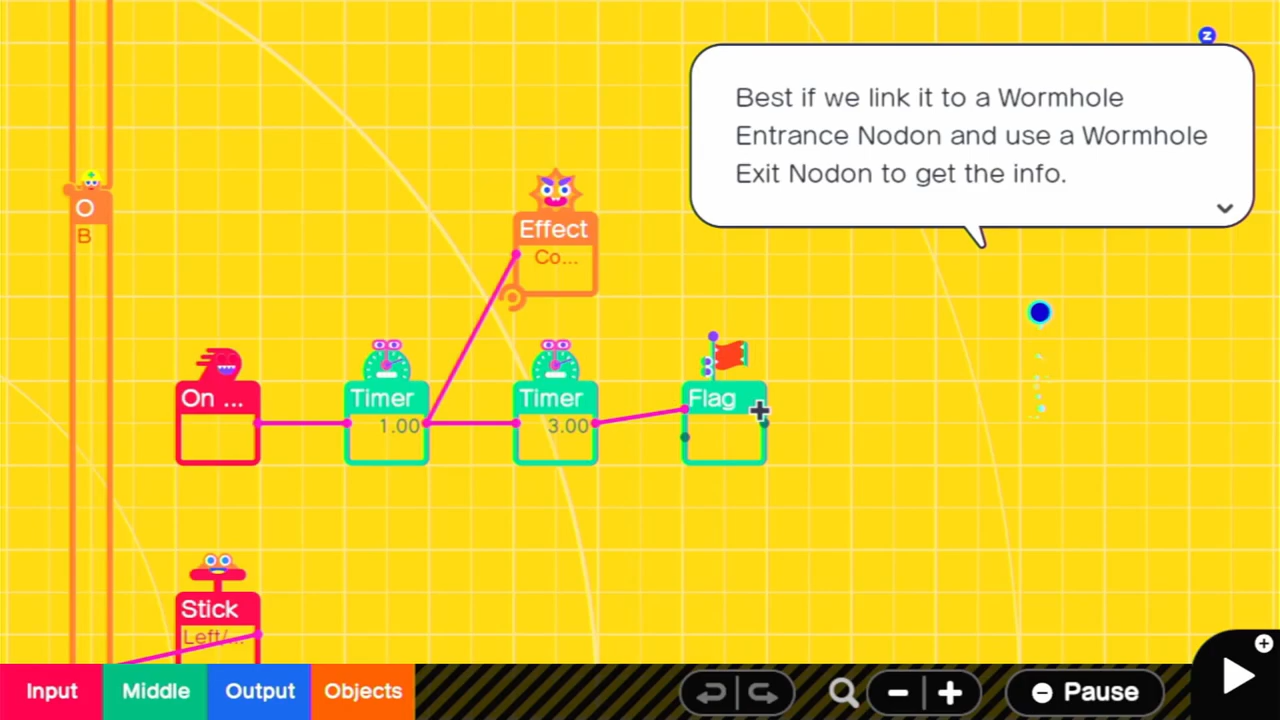 Z
Best if we link it to a Wormhole
Entrance Nodon and use a Wormhole
Exit Nodon to get the info.
O
B
Effect
Co...
On ...
Timer
1.00
Timer
3.00
Flag
Stick
Left/...
Input
Middle
Output
Objects
Pause